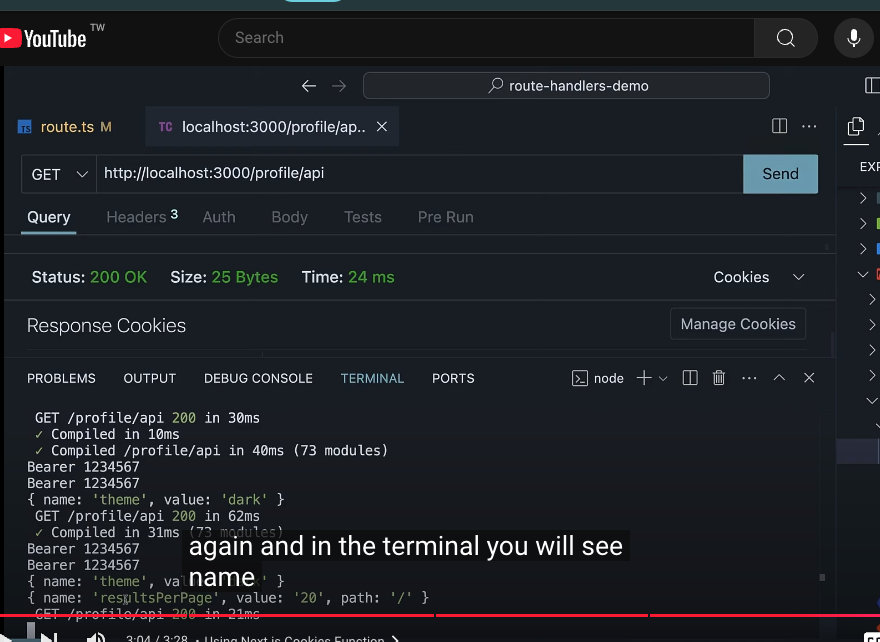 YouTube TW
Search
route-handlers-demo
TS route.ts M
TC localhost:3000/profile/ap..
EXP
GET http://localhost:3000/profile/api Send
Query Headers 3 Auth Body Tests Pre Run
Status: 200 OK Size: 25 Bytes Time: 24 ms Cookies
Response Cookies Manage Cookies
PROBLEMS OUTPUT DEBUG CONSOLE TERMINAL PORTS node
GET /profile/api 200 in 30ms
✓ Compiled in 10ms
✓ Compiled /profile/api in 40ms (73 modules)
Bearer 1234567
Bearer 1234567
{ name: 'theme', value: 'dark' }
GET /profile/api 200 in 62ms
✓ Compiled in 31ms (73 modules)
again and in the terminal you will see
name
Bearer 1234567
Bearer 1234567
{ name: 'theme', }
{ name: 'resultsPerPage', value: '20', path: '/' }
GET /profile/api 200 in 21ms
3:04 / 3:28 • Using Next js Cookies Function